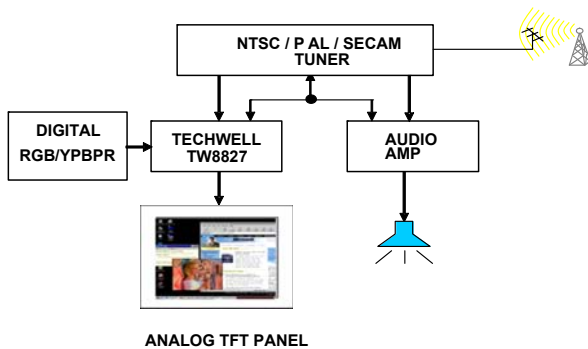 NTSC / P AL / SECAM
TUNER
DIGITAL
RGB/YPBPR
TECHWELL
TW8827
AUDIO
AMP
ANALOG TFT PANEL